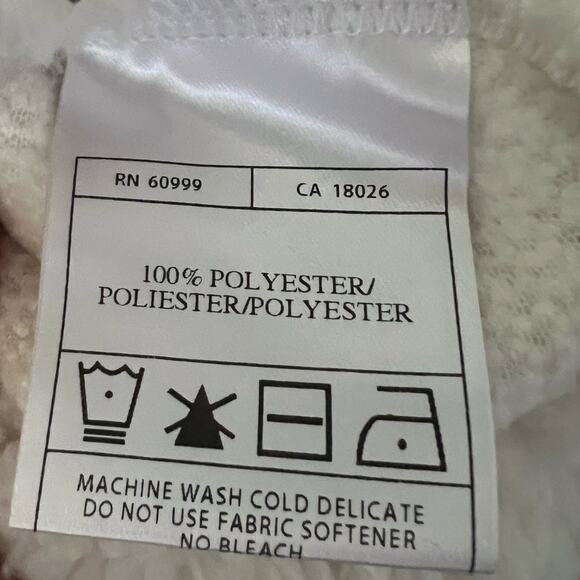 RN 60999
CA 18026
100% POLYESTER/
POLIESTER/POLYESTER
MACHINE WASH COLD DELICATE
DO NOT USE FABRIC SOFTENER
NO BLEACH